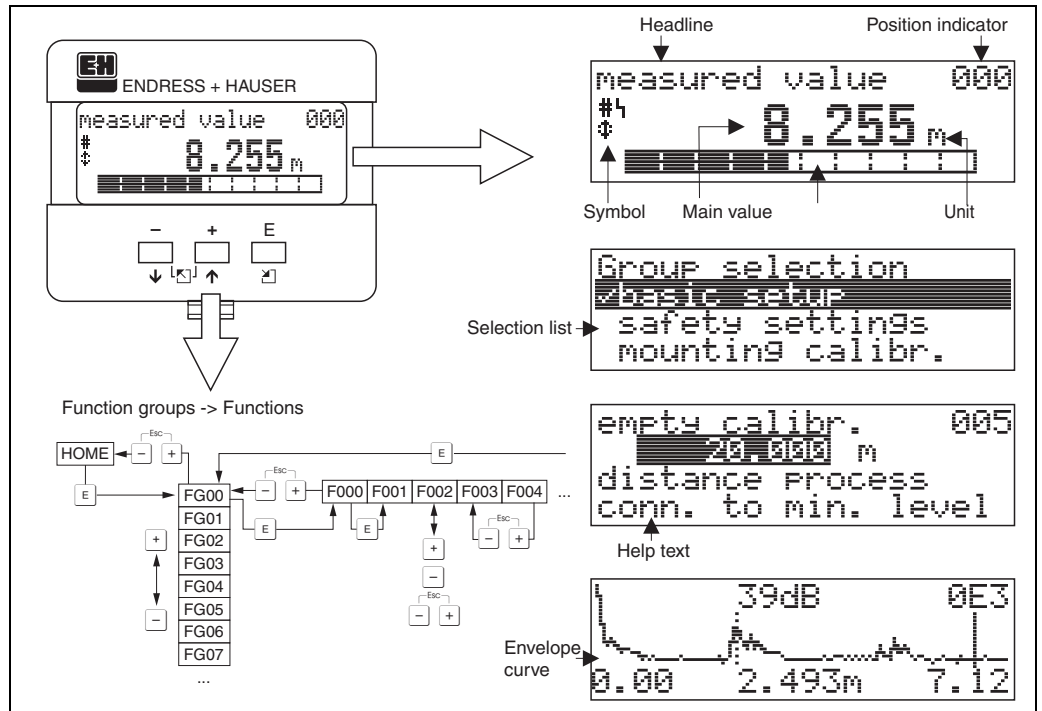 Headline
Position indicator
E+H
ENDRESS + HAUSER
measured value 000
8.255 m
- + E
measured value 000
8.255 m
Symbol
Main value
Unit
Group selection
basic setup
safety settings
mounting calibr.
Selection list
empty calibr. 005
20.000 m
distance process
conn. to min. level
Help text
39dB 0E3
0.00 2.493m 7.12
Envelope
curve
Function groups -> Functions
HOME
Esc
- +
E
E
FG00
FG01
FG02
FG03
FG04
FG05
FG06
FG07
...
+
-
Esc
- +
E
F000 F001 F002 F003 F004 ...
E
+
-
Esc
- +
Esc
- +